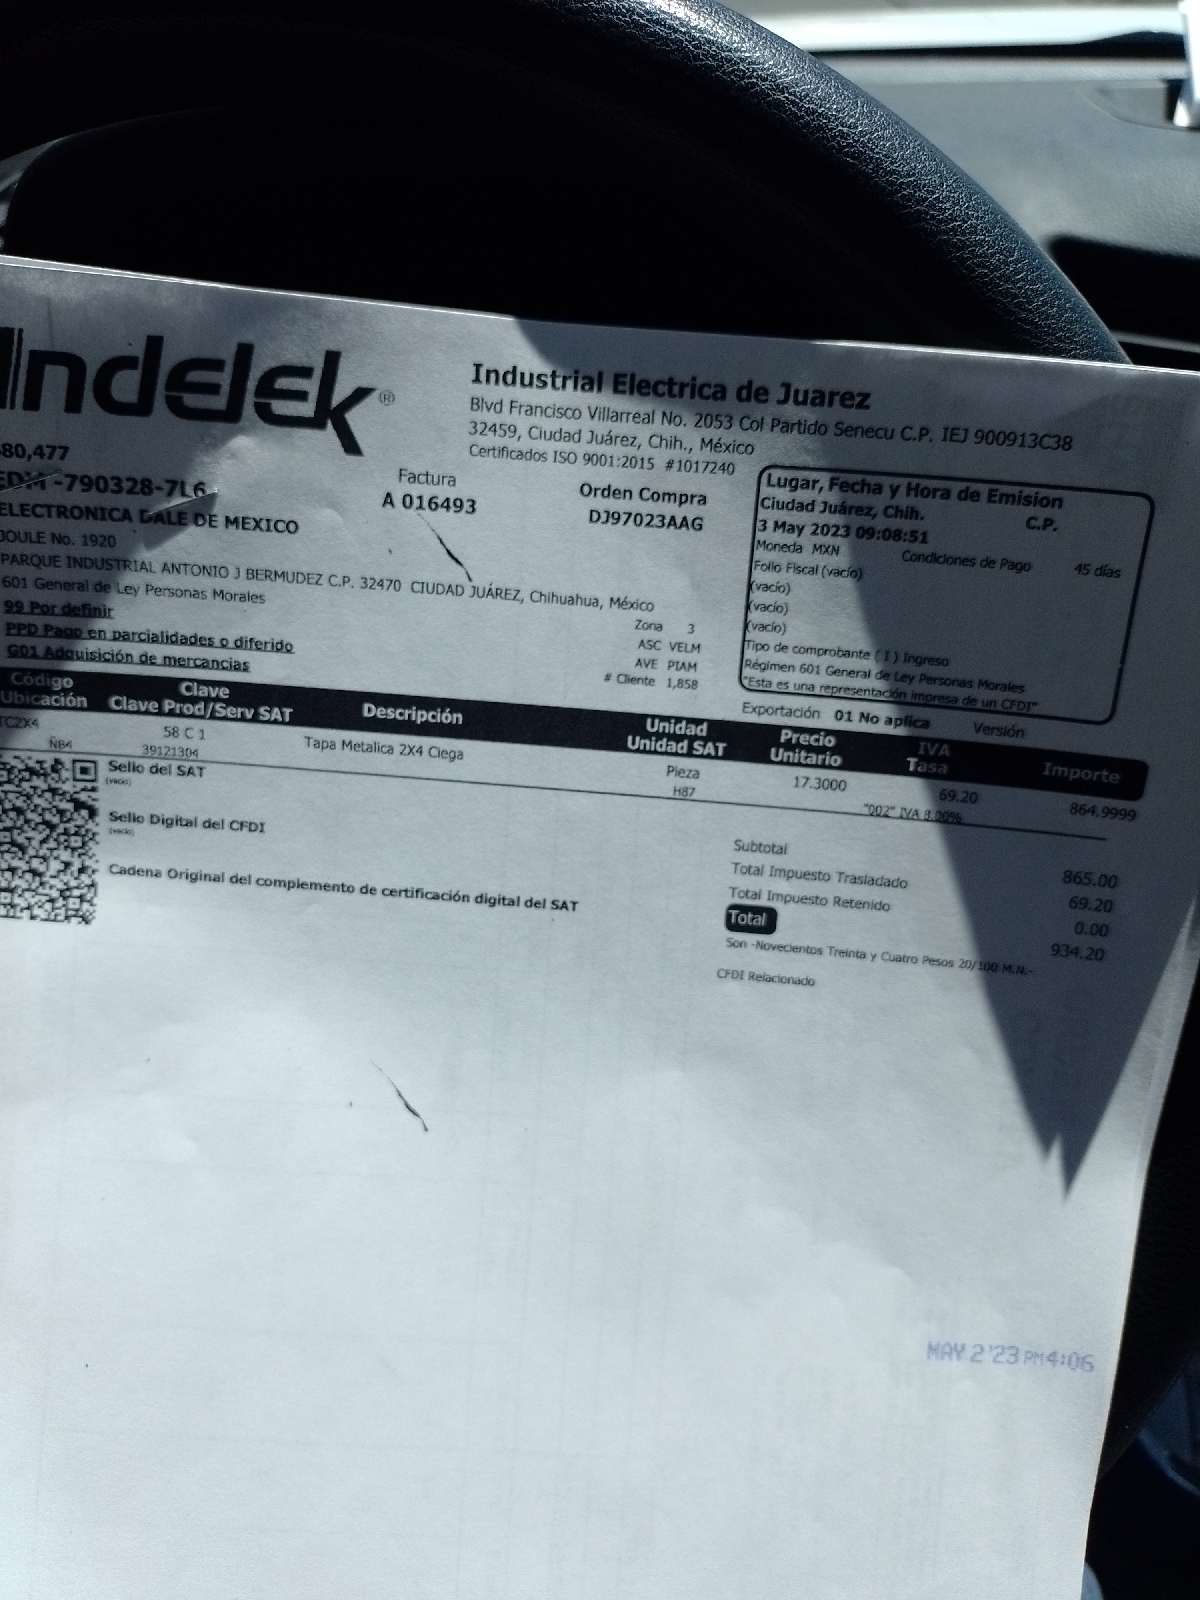 Indelek®
Industrial Electrica de Juarez
Blvd Francisco Villarreal No. 2053 Col Partido Senecu C.P. IEJ 900913C38
32459, Ciudad Juárez, Chih., México
Certificados ISO 9001:2015 #1017240
80,477
-790328-7L6
ELECTRONICA DALE DE MEXICO
JOULE No. 1920
PARQUE INDUSTRIAL ANTONIO J BERMUDEZ C.P. 32470 CIUDAD JUÁREZ, Chihuahua, México
601 General de Ley Personas Morales
99 Por definir
PPD Pago en parcialidades o diferido
G01 Adquisición de mercancias
Factura
A 016493
Orden Compra
DJ97023AAG
Zona 3
ASC VELM
AVE PIAM
# Cliente 1,858
Lugar, Fecha y Hora de Emision
Ciudad Juárez, Chih. C.P.
3 May 2023 09:08:51
Moneda MXN Condiciones de Pago 45 días
Folio Fiscal (vacío)
(vacío)
(vacío)
(vacío)
Tipo de comprobante ( I ) Ingreso
Régimen 601 General de Ley Personas Morales
"Esta es una representación impresa de un CFDI"
Exportación 01 No aplica Versión
Código Clave Descripción Unidad Precio IVA Importe
Ubicación Clave Prod/Serv SAT Unidad SAT Unitario Tasa
TC2X4 58 C 1 Tapa Metalica 2X4 Ciega Pieza 17.3000 69.20 864.9999
ÑB4 39121304 H87 "002" IVA 8.00%
Sello del SAT
(vacío)
Sello Digital del CFDI
(vacío)
Cadena Original del complemento de certificación digital del SAT
Subtotal 865.00
Total Impuesto Trasladado 69.20
Total Impuesto Retenido 0.00
Total 934.20
Son -Novecientos Treinta y Cuatro Pesos 20/100 M.N.-
CFDI Relacionado
MAY 2'23 PM 4:06